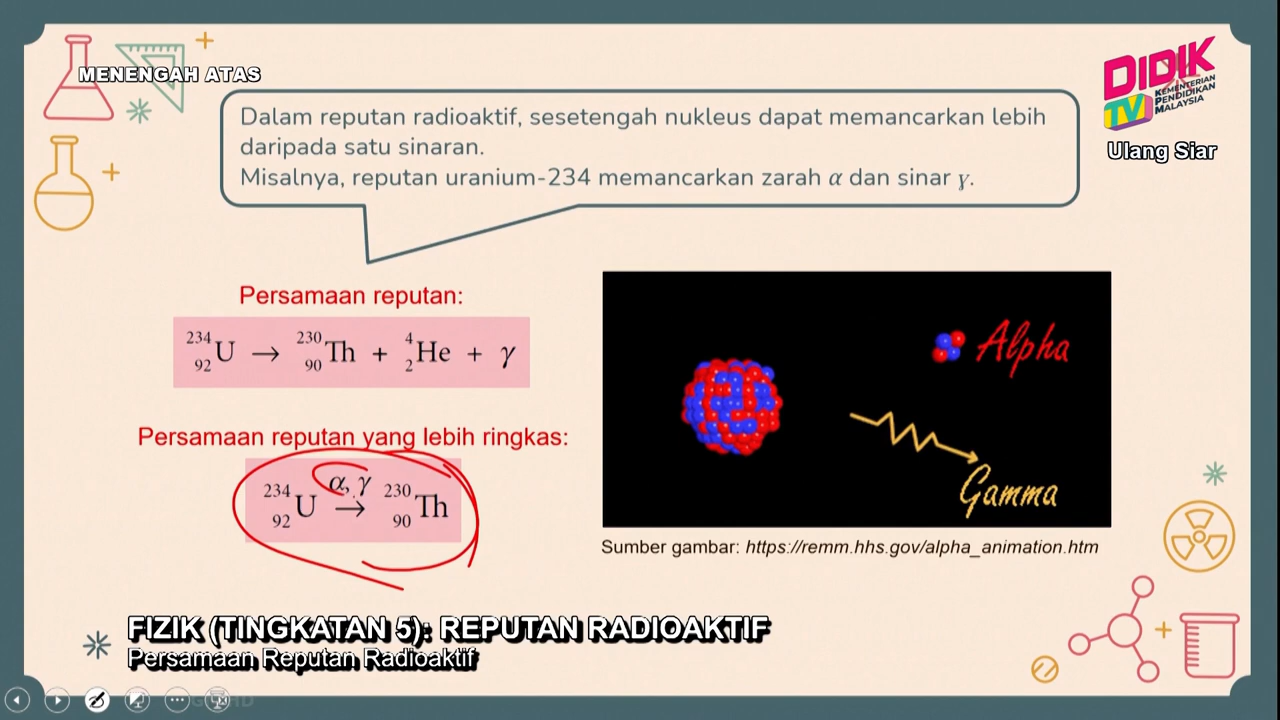 MENENGAH ATAS
DIDIK
TV
KEMENTERIAN
PENDIDIKAN
MALAYSIA
Ulang Siar
Dalam reputan radioaktif, sesetengah nukleus dapat memancarkan lebih
daripada satu sinaran.
Misalnya, reputan uranium-234 memancarkan zarah α dan sinar γ.
Persamaan reputan:
²³⁴₉₂U → ²³⁰₉₀Th + ⁴₂He + γ
Persamaan reputan yang lebih ringkas:
α, γ
²³⁴₉₂U → ²³⁰₉₀Th
Alpha
Gamma
Sumber gambar: https://remm.hhs.gov/alpha_animation.htm
FIZIK (TINGKATAN 5): REPUTAN RADIOAKTIF
Persamaan Reputan Radioaktif